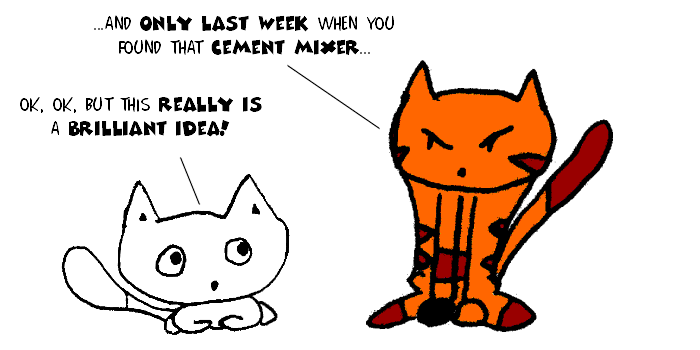 ...AND ONLY LAST WEEK WHEN YOU
FOUND THAT CEMENT MIXER...
OK, OK, BUT THIS REALLY IS
A BRILLIANT IDEA!